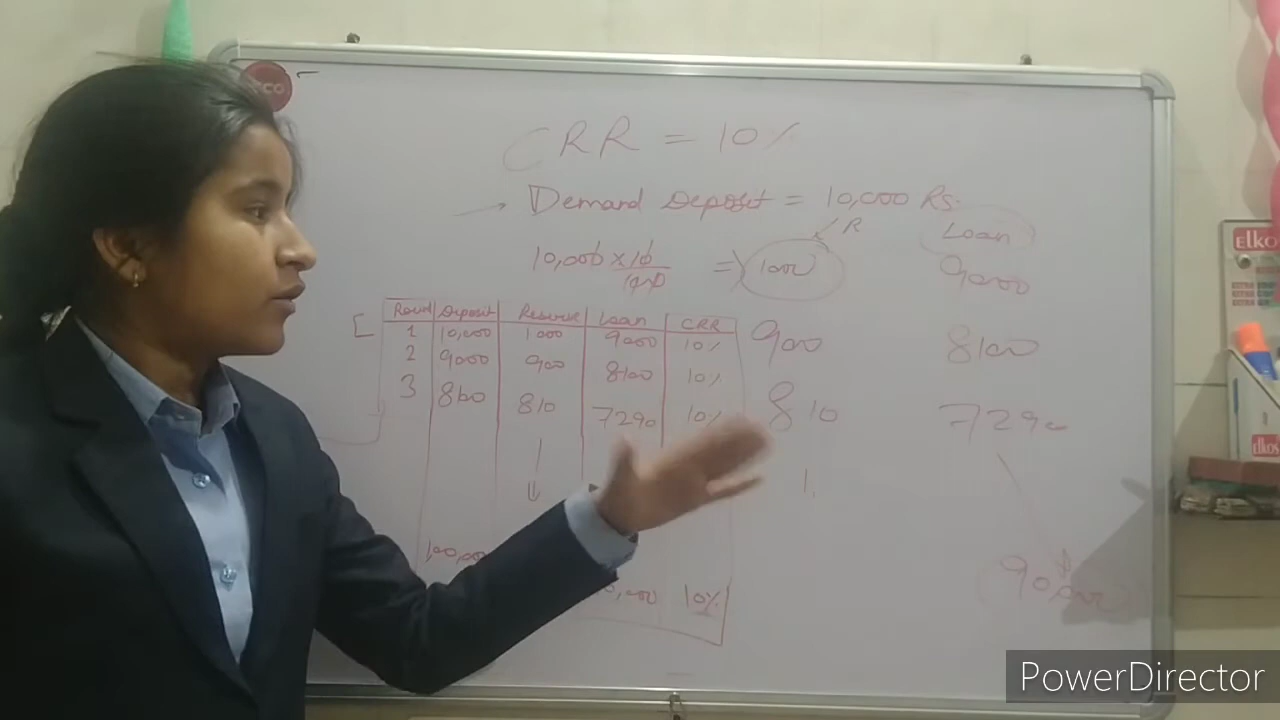 CRR = 10%
→ Demand Deposit = 10,000 Rs.
10,000 × 10/100 => 1000 R
Loan
9000
Round Deposit Reserve Loan CRR
1 10,000 1000 9000 10%
2 9000 900 8100 10%
3 8100 810 7290 10%
900 8100
810 7290
100,000
10%
90,000
elkos
elkos
PowerDirector